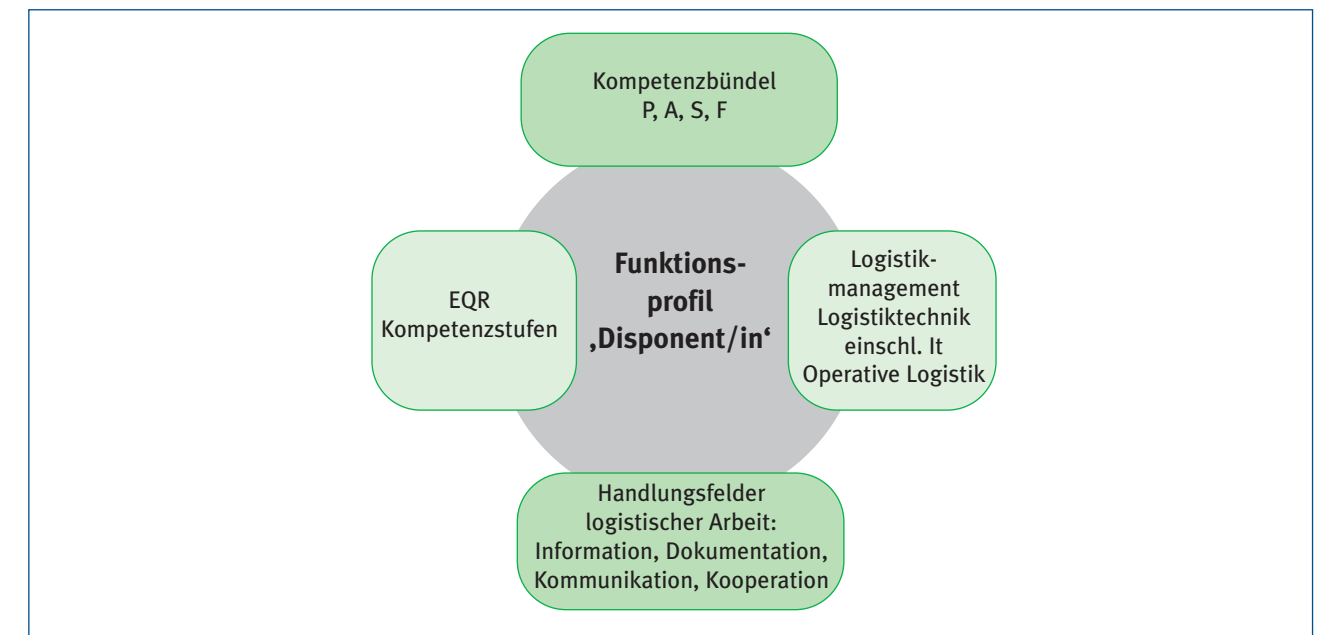 Kompetenzbündel
P, A, S, F
EQR
Kompetenzstufen
Funktions-
profil
‚Disponent/in‘
Logistik-
management
Logistiktechnik
einschl. It
Operative Logistik
Handlungsfelder
logistischer Arbeit:
Information, Dokumentation,
Kommunikation, Kooperation